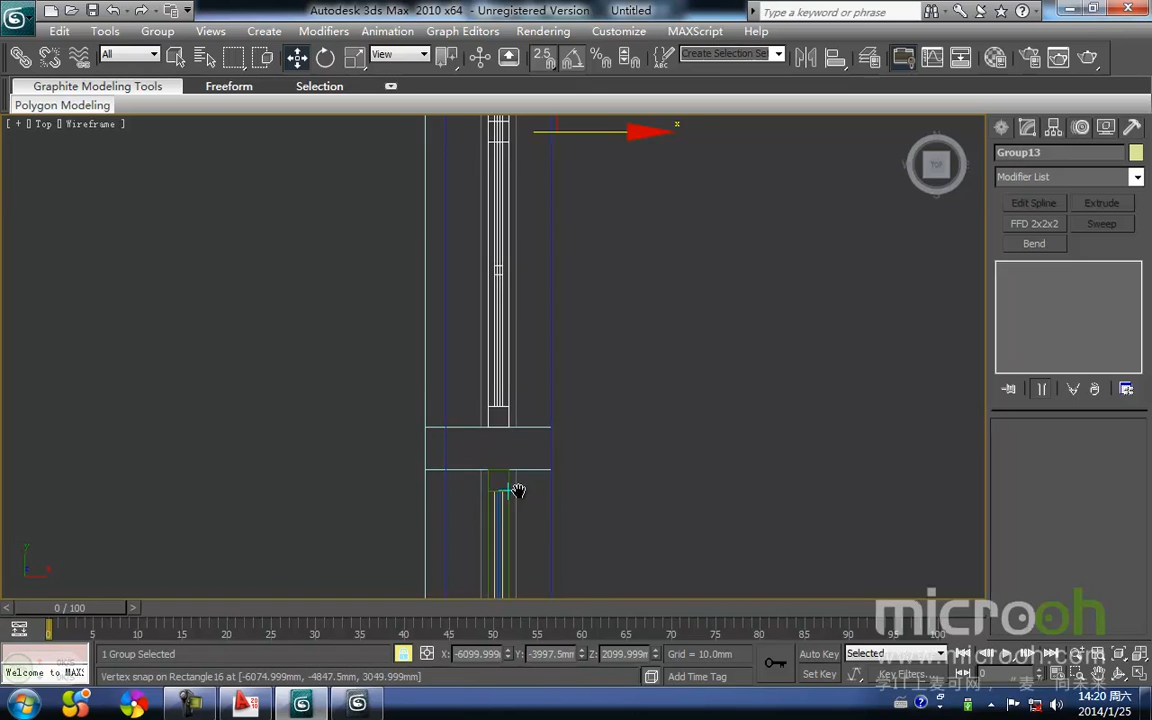 Autodesk 3ds Max 2010 x64 - Unregistered Version Untitled
Type a keyword or phrase
Edit Tools Group Views Create Modifiers Animation Graph Editors Rendering Customize MAXScript Help
All View 2.5 Create Selection Se
Graphite Modeling Tools Freeform Selection
Polygon Modeling
[ + ] Top [ ] Wireframe ]
x
TOP
Group13
Modifier List
Edit Spline Extrude
FFD 2x2x2 Sweep
Bend
y
x
microoh
0 / 100
0 5 10 15 20 25 30 35 40 45 50 55 60 65 70 75 80 85 90 95 100
www.microoh.com
1 Group Selected X: -6099.999 Y: -3997.5mm Z: 2099.999m Grid = 10.0mm Auto Key Selected
Welcome to MAX: Vertex snap on Rectangle16 at [-6074.999mm, -4847.5mm, 3049.999mm] Add Time Tag Set Key Key Filters... 0
14:20 周六
2014/1/25